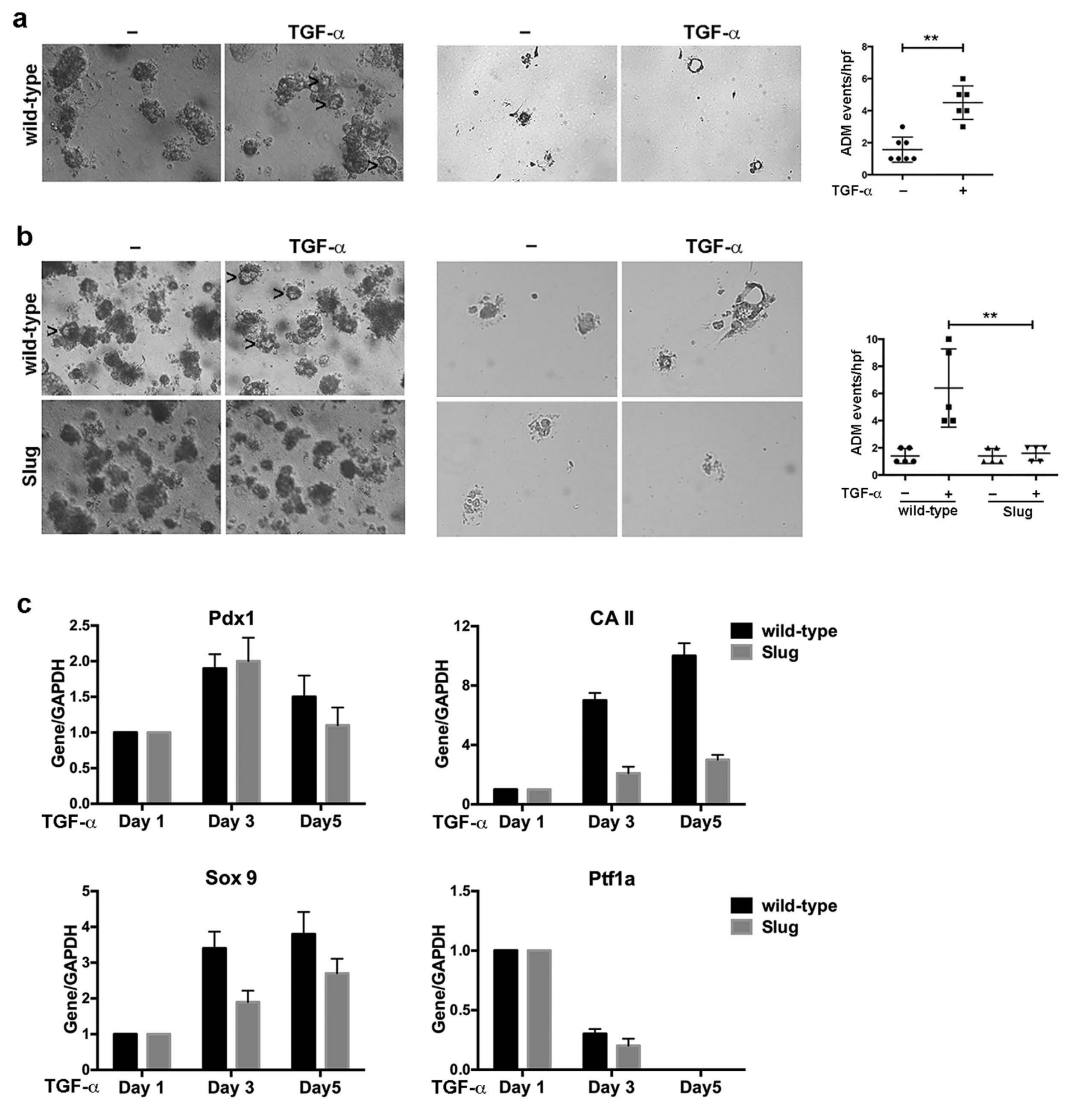 a
– TGF-α – TGF-α
wild-type
> > >
ADM events/hpf
8
6
4
2
0
**
TGF-α – +
b
– TGF-α – TGF-α
wild-type
> > > >
Slug
ADM events/hpf
10
8
6
4
2
0
**
TGF-α – + – +
wild-type Slug
c
Pdx1
Gene/GAPDH
2.5
2.0
1.5
1.0
0.5
0.0
TGF-α Day 1 Day 3 Day5
CA II
Gene/GAPDH
12
8
4
0
TGF-α Day 1 Day 3 Day5
wild-type
Slug
Sox 9
Gene/GAPDH
5
4
3
2
1
0
TGF-α Day 1 Day 3 Day5
Ptf1a
Gene/GAPDH
1.5
1.0
0.5
0.0
TGF-α Day 1 Day 3 Day5
wild-type
Slug